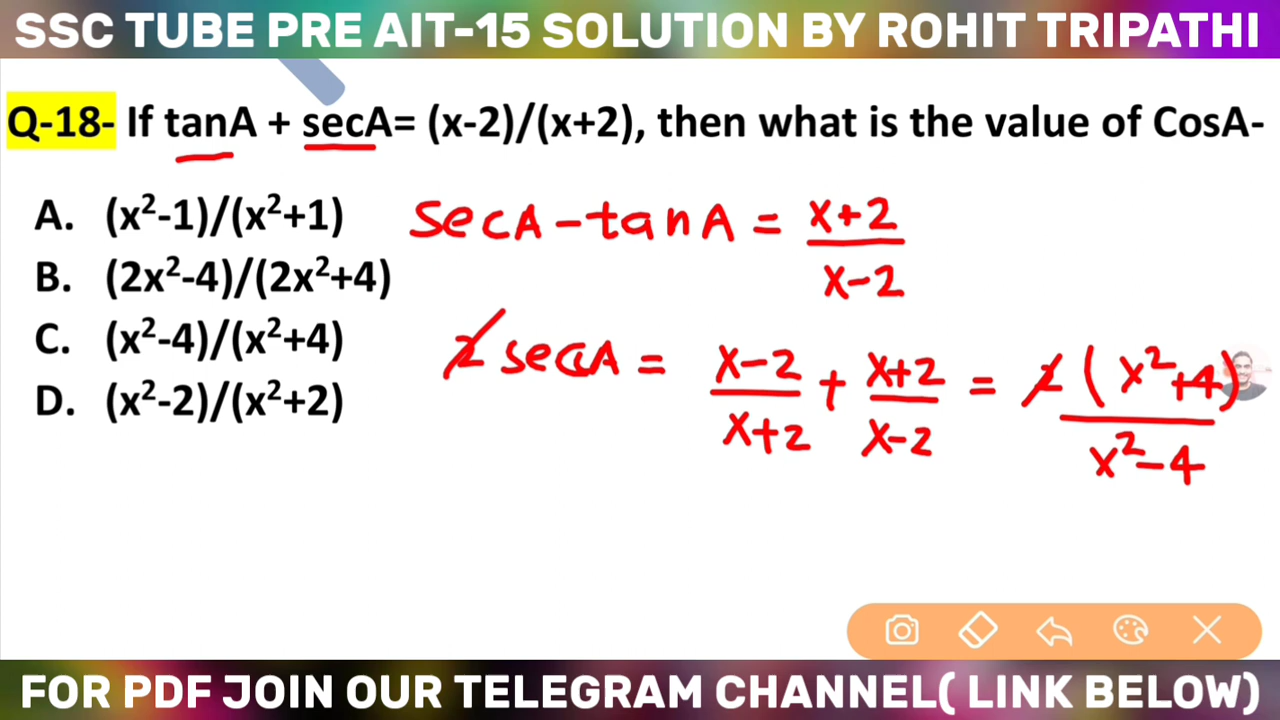 SSC TUBE PRE AIT-15 SOLUTION BY ROHIT TRIPATHI
Q-18- If tanA + secA= (x-2)/(x+2), then what is the value of CosA-
A. (x²-1)/(x²+1)
B. (2x²-4)/(2x²+4)
C. (x²-4)/(x²+4)
D. (x²-2)/(x²+2)
secA-tanA = x+2
x-2
2secA = x-2 + x+2 = 2(x²+4)
x+2 x-2 x²-4
FOR PDF JOIN OUR TELEGRAM CHANNEL( LINK BELOW)